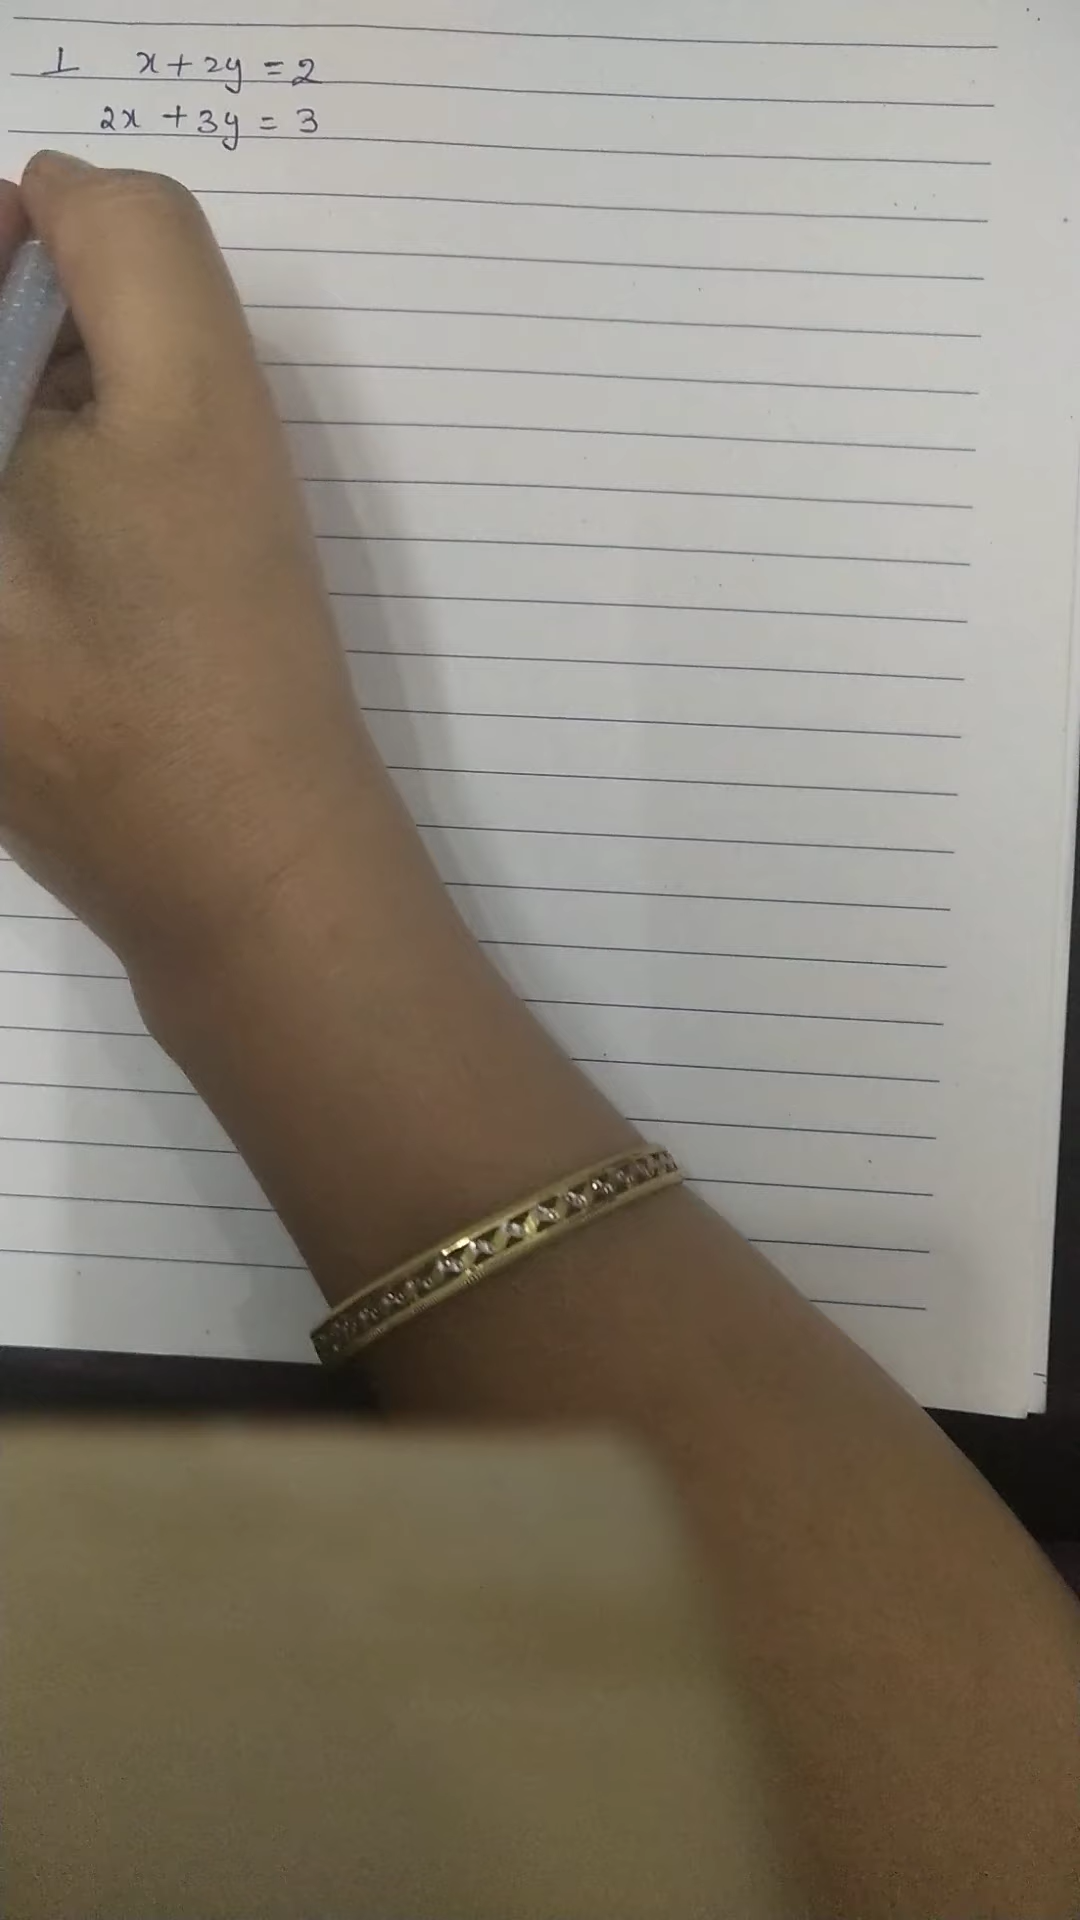 1 x + 2y = 2
2x + 3y = 3